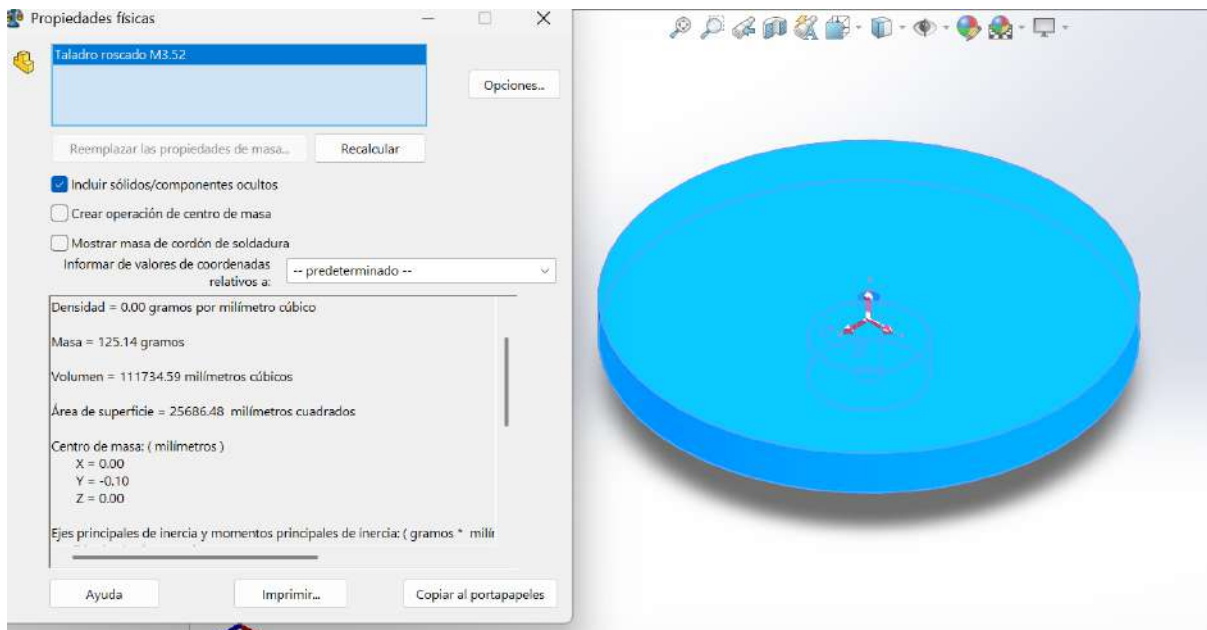 Propiedades físicas
Taladro roscado M3.52
Opciones...
Reemplazar las propiedades de masa...
Recalcular
Incluir sólidos/componentes ocultos
Crear operación de centro de masa
Mostrar masa de cordón de soldadura
Informar de valores de coordenadas
relativos a:
-- predeterminado --
Densidad = 0.00 gramos por milímetro cúbico
Masa = 125.14 gramos
Volumen = 111734.59 milímetros cúbicos
Área de superficie = 25686.48 milímetros cuadrados
Centro de masa: ( milímetros )
X = 0.00
Y = -0.10
Z = 0.00
Ejes principales de inercia y momentos principales de inercia: ( gramos * milír
Ayuda
Imprimir...
Copiar al portapapeles